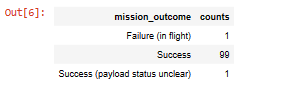 Out[6]:
mission_outcome counts
Failure (in flight) 1
Success 99
Success (payload status unclear) 1